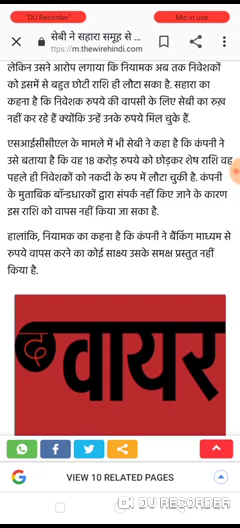 "DU Recorder"
Mic in use
सेबी ने सहारा समूह से ...
https://m.thewirehindi.com
लेकिन उसने आरोप लगाया कि नियामक अब तक निवेशकों
को इसमें से बहुत छोटी राशि ही लौटा सका है. सहारा का
कहना है कि निवेशक रुपये की वापसी के लिए सेबी का रुख
नहीं कर रहे हैं क्योंकि उन्हें उनके रुपये मिल चुके हैं.
एसआईसीसीएल के मामले में भी सेबी ने कहा है कि कंपनी ने
उसे बताया है कि वह 18 करोड़ रुपये को छोड़कर शेष राशि वह
पहले ही निवेशकों को नकदी के रूप में लौटा चुकी है. कंपनी
के मुताबिक बॉन्डधारकों द्वारा संपर्क नहीं किए जाने के कारण
इस राशि को वापस नहीं किया जा सका है.
हालांकि, नियामक का कहना है कि कंपनी ने बैंकिंग माध्यम से
रुपये वापस करने का कोई साक्ष्य उसके समक्ष प्रस्तुत नहीं
किया है.
द वायर
VIEW 10 RELATED PAGES
DU RECORDER